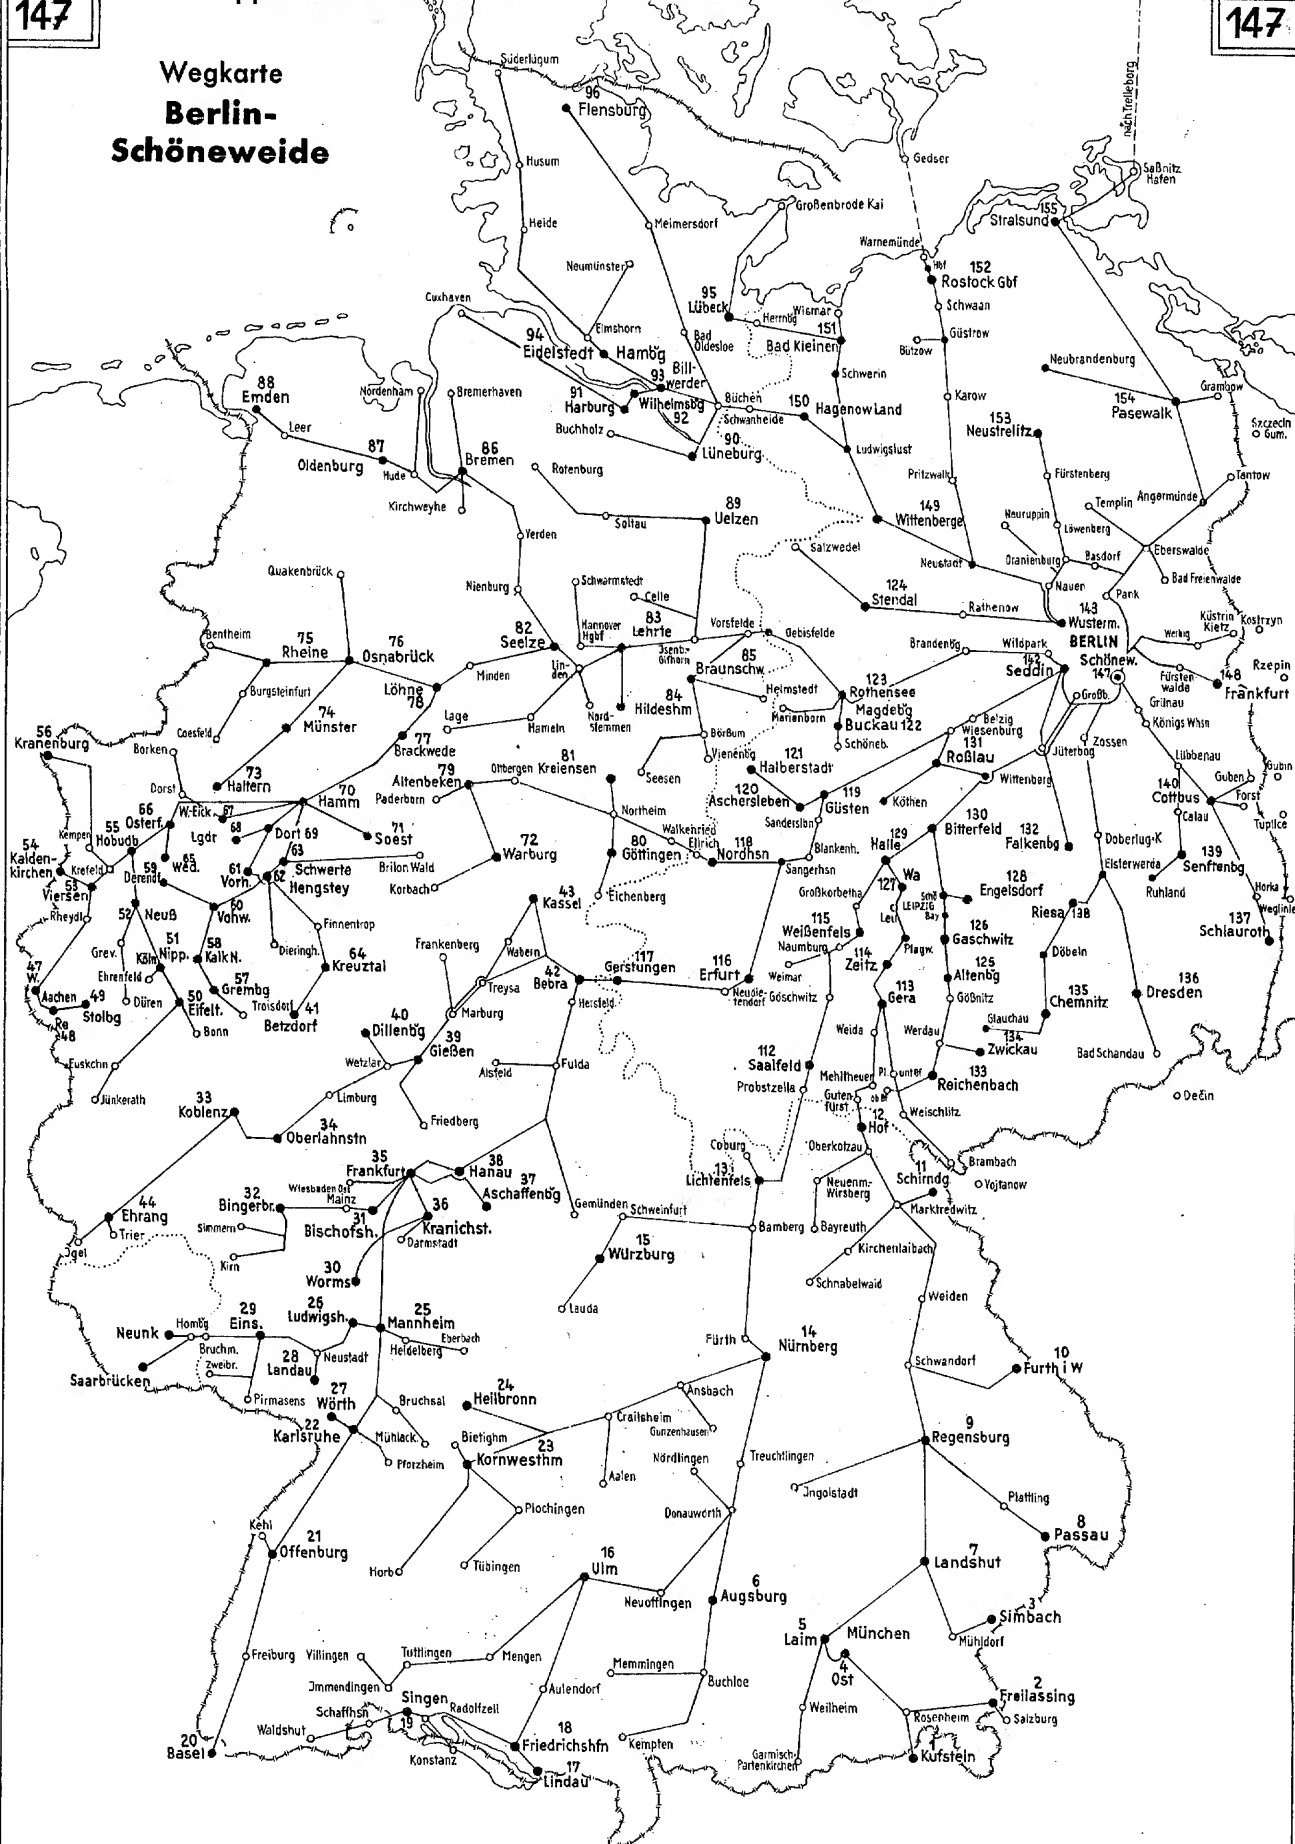 147
147
Wegkarte
Berlin-
Schöneweide
Süderlügum
96
Flensburg
nach Trelleborg
Gedser
Saßnitz
Hafen
Husum
155
Stralsund
Großenbrode Kai
Heide
Meimersdorf
Warnemünde
Hbf
152
Rostock Gbf
Neumünster
Cuxhaven
95
Lübeck
Herrnbg
Wismar
151
Bad Kleinen
Schwaan
Güstrow
Bützow
Elmshorn
94
Eidelstedt
Hambg
Bad
Oldesloe
Neubrandenburg
88
Emden
Nordenham
Bremerhaven
91
Harburg
93
Bill-
werder
Wilhelmsbg
92
Büchen
Schwanheide
150
Hagenow Land
Schwerin
Karow
153
Neustrelitz
154
Pasewalk
Grambow
Szczecin
Gum.
Leer
87
Oldenburg
Hude
86
Bremen
Buchholz
90
Lüneburg
Ludwigslust
Kirchweyhe
Rotenburg
Pritzwalk
Fürstenberg
Tantow
Soltau
89
Uelzen
149
Wittenberge
Templin
Angermünde
Neuruppin
Löwenberg
Verden
Salzwedel
Neustadt
Oranienburg
Basdorf
Eberswalde
Bad Freienwalde
Quakenbrück
Nienburg
Schwarmstedt
Celle
124
Stendal
Rathenow
Nauen
Pank
143
Wusterm.
Bentheim
75
Rheine
76
Osnabrück
82
Seelze
Hannover
Hgbf
83
Lehrte
Vorsfelde
Jsenb.-
Gifhorn
Oebisfelde
Brandenbg
Wildpark
BERLIN
Schönew.
147
Werbig
Küstrin
Kietz
Kostrzyn
Minden
Lin-
den
85
Braunschw.
142
Seddin
Großb.
Fürsten
walde
148
Frankfurt
Rzepin
Burgsteinfurt
Löhne
78
84
Hildeshm
Helmstedt
Marienborn
123
Rothensee
Magdebg
Buckau 122
Schöneb.
Grünau
Königs Whsn
Coesfeld
74
Münster
Lage
Hameln
Nord-
stemmen
Börßum
Belzig
Wiesenburg
56
Kranenburg
Borken
77
Brackwede
Vienenbg
131
Roßlau
Jüterbog
Zossen
Lübbenau
73
Haltern
79
Altenbeken
Ottbergen
81
Kreiensen
Seesen
121
Halberstadt
Wittenberg
Guben
Gubin
Dorst
70
Hamm
Paderborn
120
Aschersleben
119
Güsten
Köthen
140
Cottbus
Forst
Tuplice
W.-Eick.
67
66
Osterf.
68
Lgdr
Dort 69
71
Soest
Northeim
Sandersibn
130
Bitterfeld
Calau
Kempen
55
Hobudb.
54
Kalden-
kirchen
Krefeld
65
Wed.
63
Schwerte
Brilon Wald
72
Warburg
80
Göttingen
Walkenried
Ellrich
118
Nordhsn
Blankenh.
Sangerhsn
129
Halle
132
Falkenbg
Doberlug-K
139
Senftenbg
53
Viersen
59
Derendf
61
Vorh.
62
Hengstey
Korbach
Eichenberg
Großkorbetha
Wa
127
Schö
128
Engelsdorf
Elsterwerda
Ruhland
Rheydt
52
Neuß
60
Vohw.
Finnentrop
43
Kassel
Leu
LEIPZIG
Bay
Riesa 138
Horka
137
Schlauroth
Weglinie
Grev.
51
Nipp.
58
Kalk N.
Dieringh.
Frankenberg
115
Weißenfels
Naumburg
Plagw.
126
Gaschwitz
Köln
Ehrenfeld
64
Kreuztal
Wabern
117
Gerstungen
116
Erfurt
Weimar
114
Zeitz
Döbeln
47
W.
57
Grembg
42
Bebra
Treysa
125
Altenbg
Aachen
49
Stolbg
Re
48
Düren
50
Eifelt.
Troisdorf
41
Betzdorf
Hersfeld
Neudie-
tendorf
Göschwitz
113
Gera
Gößnitz
135
Chemnitz
136
Dresden
Bonn
Marburg
40
Dillenbg
39
Gießen
Weida
Werdau
Glauchau
134
Zwickau
Bad Schandau
Euskchn
Wetzlar
Alsfeld
Fulda
112
Saalfeld
Mehltheuer
Pl.
unter
133
Reichenbach
Jünkerath
33
Koblenz
Limburg
Probstzella
Guten-
fürst
ob Bf
Děčín
34
Oberlahnstn
Friedberg
12
Hof
Weischlitz
Coburg
Oberkotzau
35
Frankfurt
38
Hanau
13
Lichtenfels
11
Schirndg
Brambach
Vojtanow
Wiesbaden Ost
Mainz
37
Aschaffenbg
Neuenm.-
Wirsberg
44
Ehrang
32
Bingerbr.
31
Bischofsh.
36
Kranichst.
Gemünden
Schweinfurt
Bamberg
Bayreuth
Marktredwitz
Simmern
Darmstadt
Trier
Jgel
Kirn
15
Würzburg
Kirchenlaibach
30
Worms
Schnabelwaid
Weiden
Lauda
26
Ludwigsh.
25
Mannheim
Neunk
Hombg
29
Eins.
Fürth
14
Nürnberg
Eberbach
Heidelberg
Bruchm.
Zweibr.
28
Landau
Neustadt
Schwandorf
10
Furth i W
Saarbrücken
Pirmasens
27
Wörth
Bruchsal
24
Heilbronn
Ansbach
22
Karlsruhe
Mühlack.
Bietighm
Crailsheim
Gunzenhausen
9
Regensburg
23
Kornwesthm
Pforzheim
Nördlingen
Treuchtlingen
Aalen
Jngolstadt
Plochingen
Donauwörth
Plattling
Kehl
21
Offenburg
8
Passau
Horb
Tübingen
16
Ulm
7
Landshut
Neuoffingen
6
Augsburg
3
Simbach
5
Laim
München
Mühldorf
Freiburg
Villingen
Tuttlingen
Mengen
4
Ost
Memmingen
Jmmendingen
Aulendorf
Buchloe
2
Freilassing
Schaffhsn
Singen
19
Radolfzell
Weilheim
Rosenheim
Salzburg
20
Basel
Waldshut
18
Friedrichshfn
Kempten
Konstanz
Garmisch-
Partenkirchen
1
Kufstein
17
Lindau